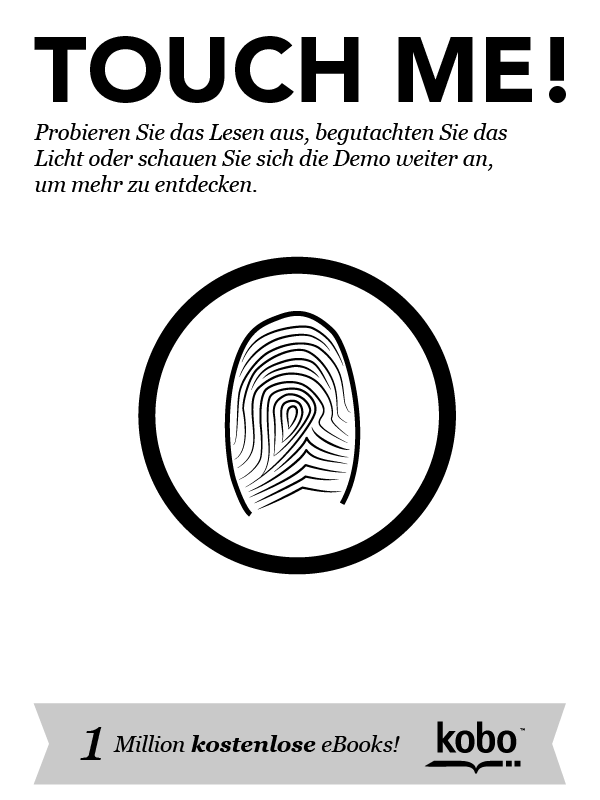 TOUCH ME!
Probieren Sie das Lesen aus, begutachten Sie das
Licht oder schauen Sie sich die Demo weiter an,
um mehr zu entdecken.
1 Million kostenlose eBooks!
kobo™